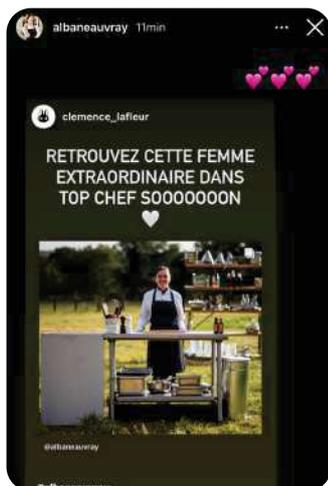 albaneauvray 11min
clemence_lafleur
RETROUVEZ CETTE FEMME
EXTRAORDINAIRE DANS
TOP CHEF SOOOOOOON
@albaneauvray